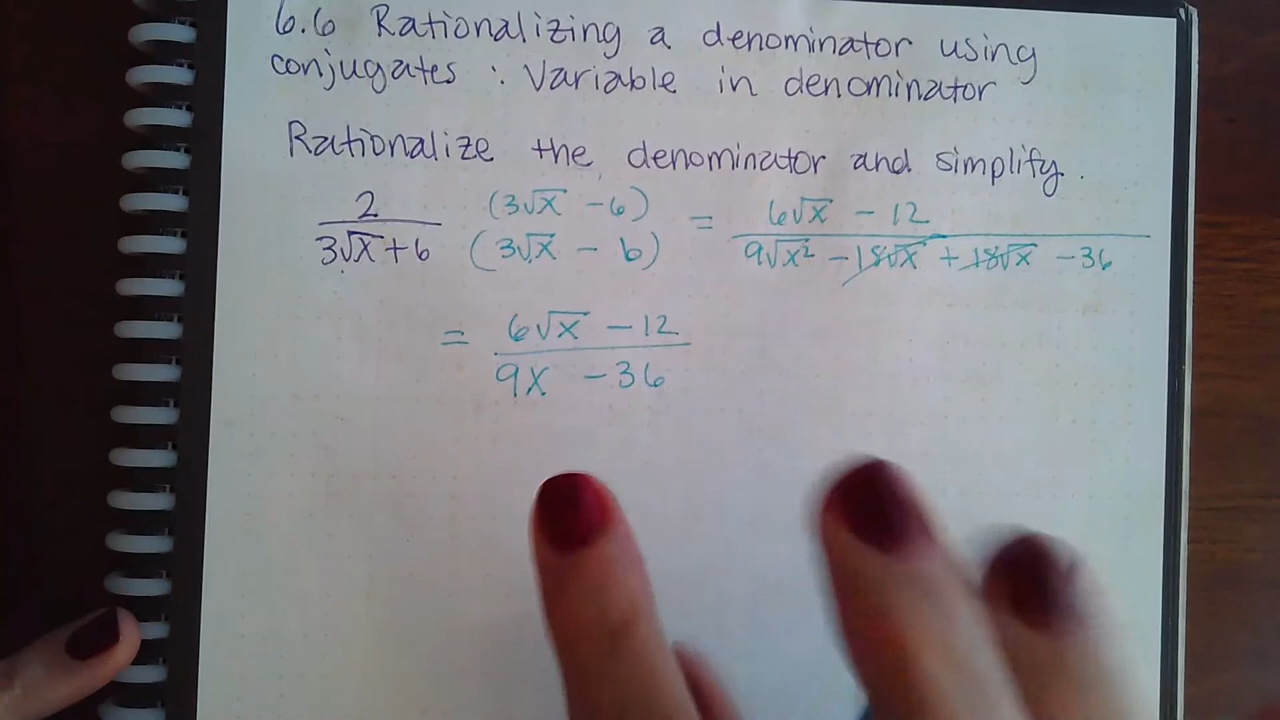 6.6 Rationalizing a denominator using
conjugates : Variable in denominator
Rationalize the denominator and simplify.
2 (3√x - 6) = 6√x - 12
3√x + 6 (3√x - 6) 9√x² - 18√x + 18√x - 36
= 6√x - 12
9x - 36